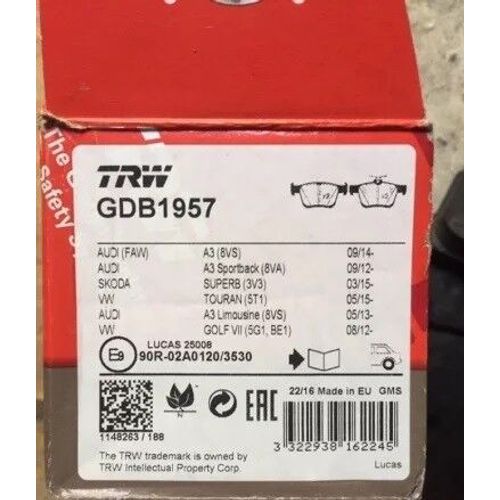 The
Safety S
TRW
GDB1957
AUDI (FAW) A3 (8VS) 09/14-
AUDI A3 Sportback (8VA) 09/12-
SKODA SUPERB (3V3) 03/15-
VW TOURAN (5T1) 05/15-
AUDI A3 Limousine (8VS) 05/13-
VW GOLF VII (5G1, BE1) 08/12-
LUCAS 25008
E9 90R-02A0120/3530
22/16 Made in EU GMS
EAC
1148263 / 188
3 322938 162245
The TRW trademark is owned by
TRW Intellectual Property Corp.
Lucas